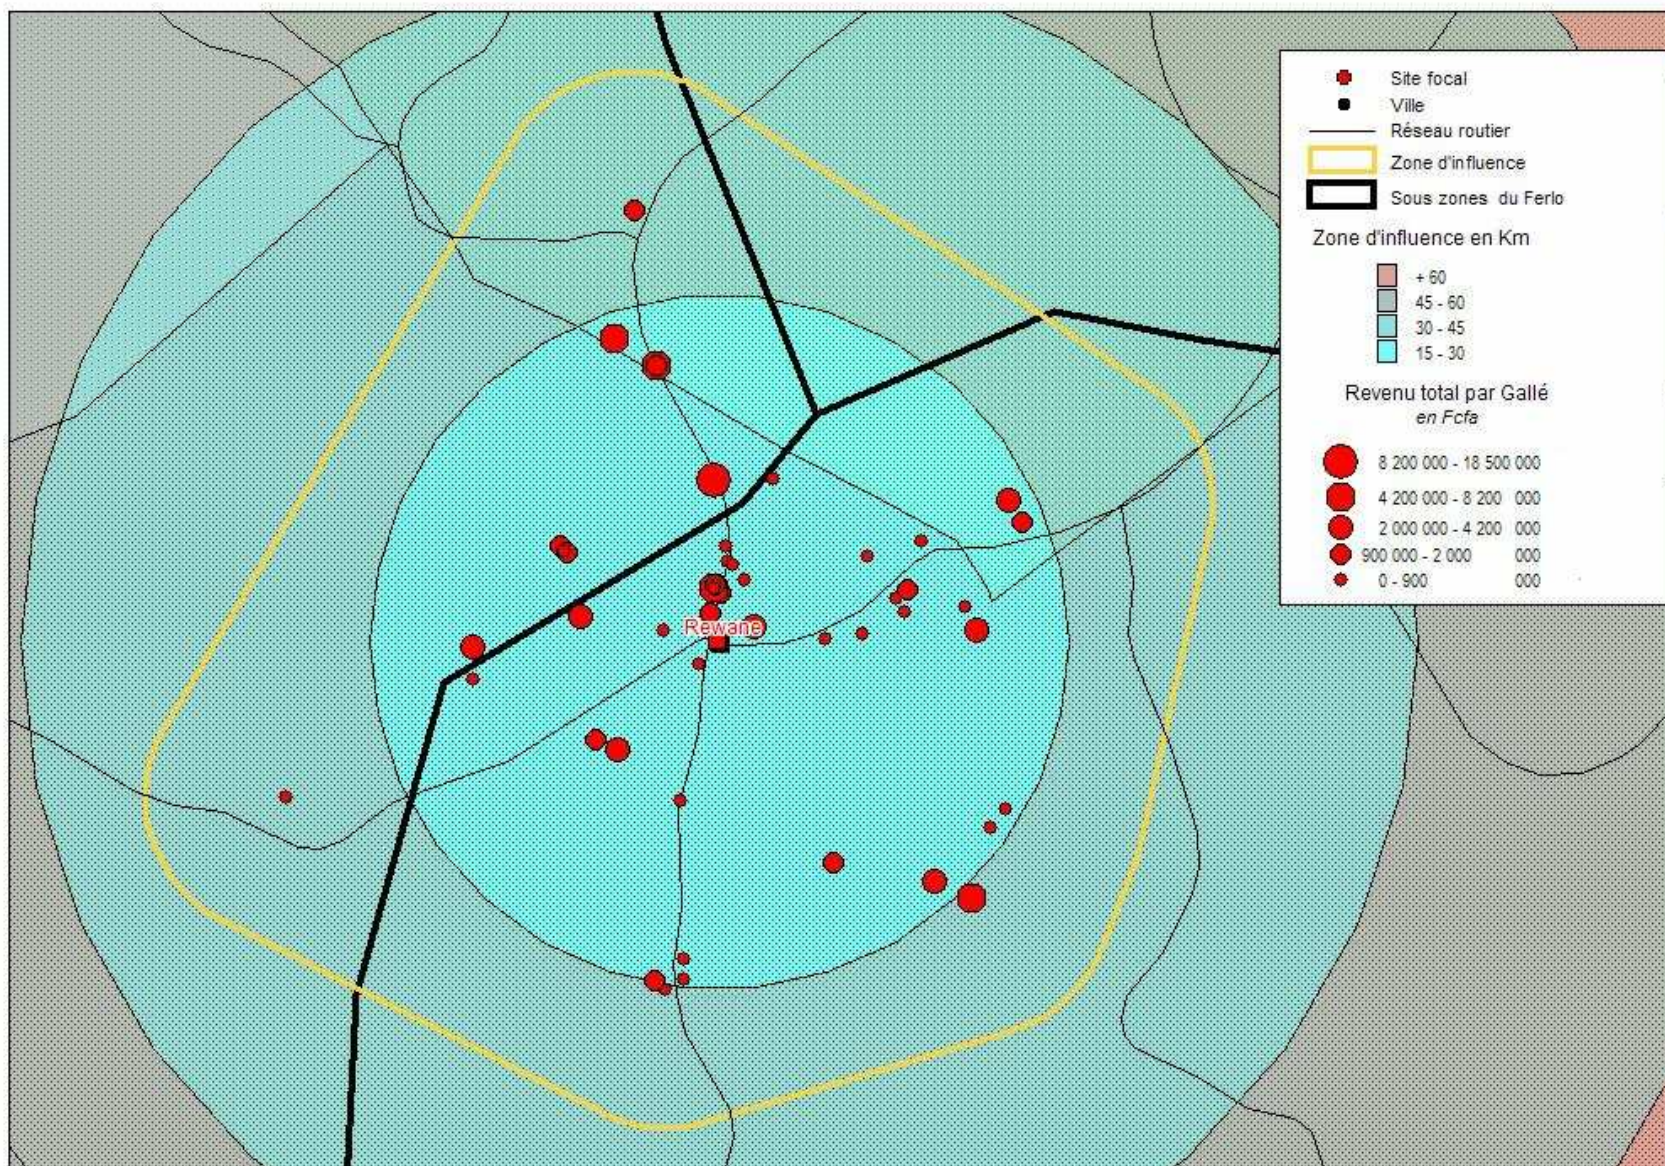 Site focal
Ville
Réseau routier
Zone d'influence
Sous zones du Ferlo
Zone d'influence en Km
+ 60
45 - 60
30 - 45
15 - 30
Revenu total par Gallé
en Fcfa
8 200 000 - 18 500 000
4 200 000 - 8 200 000
2 000 000 - 4 200 000
900 000 - 2 000 000
0 - 900 000
Rewane